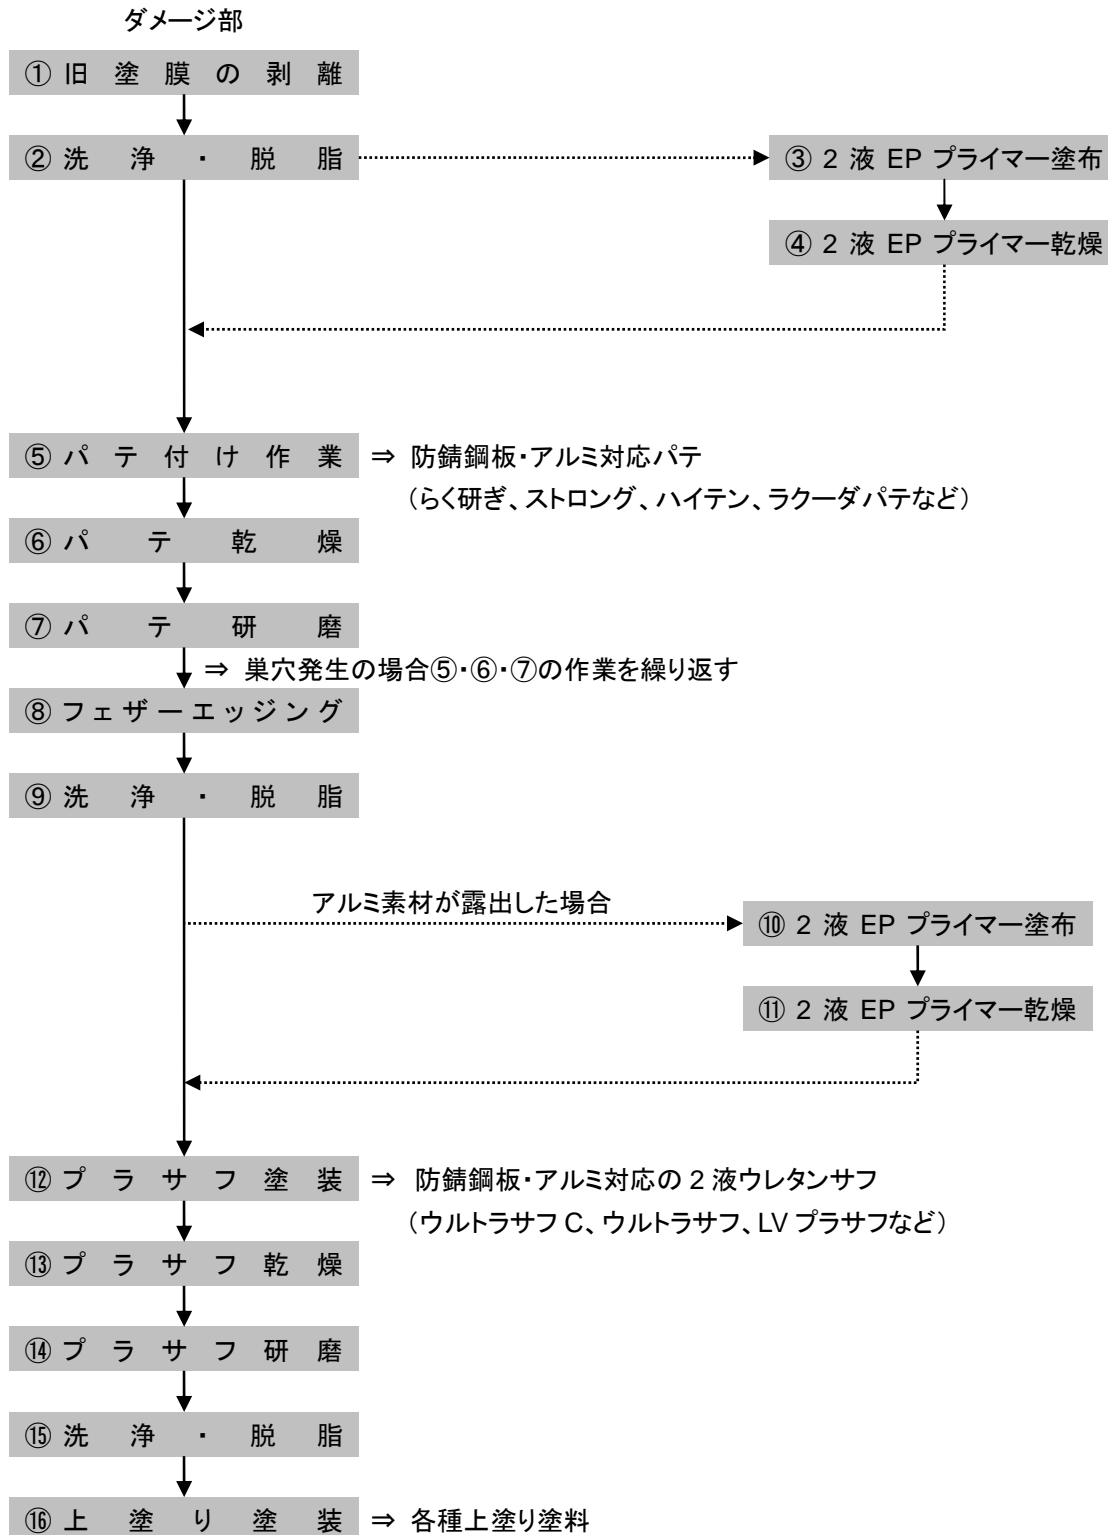 ダメージ部
①旧塗膜の剥離
②洗浄・脱脂
③2 液 EP プライマー塗布
④2 液 EP プライマー乾燥
⑤パテ付け作業 ⇒ 防錆鋼板・アルミ対応パテ
（らく研ぎ、ストロング、ハイテン、ラクーダパテなど）
⑥パテ乾燥
⑦パテ研磨
⇒ 巣穴発生の場合⑤・⑥・⑦の作業を繰り返す
⑧フェザーエッジング
⑨洗浄・脱脂
アルミ素材が露出した場合
⑩2 液 EP プライマー塗布
⑪2 液 EP プライマー乾燥
⑫プラサフ塗装 ⇒ 防錆鋼板・アルミ対応の 2 液ウレタンサフ
（ウルトラサフ C、ウルトラサフ、LV プラサフなど）
⑬プラサフ乾燥
⑭プラサフ研磨
⑮洗浄・脱脂
⑯上塗り塗装 ⇒ 各種上塗り塗料